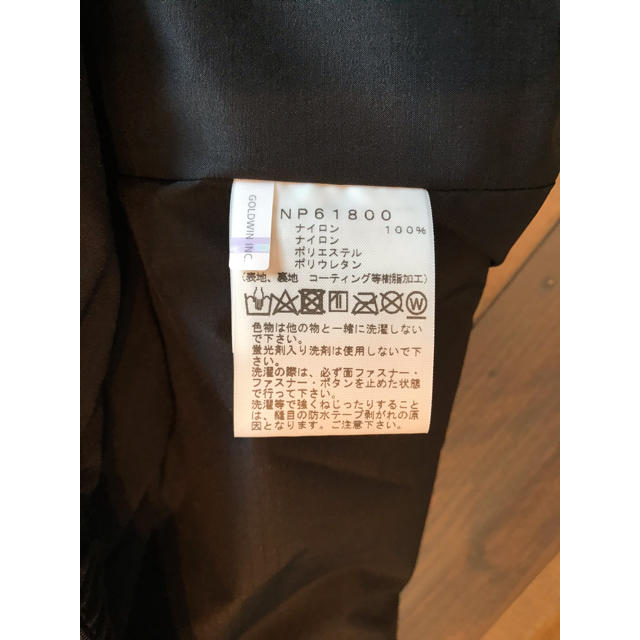 GOLDWIN INC.
NP61800
ナイロン 100%
ナイロン
ポリエステル
ポリウレタン
(表地、裏地 コーティング等樹脂加工)
W
色物は他の物と一緒に洗濯しない
で下さい。
蛍光剤入り洗剤は使用しないで下
さい。
洗濯の際は、必ず面ファスナー・
ファスナー・ボタンを止めた状態
で行って下さい。
洗濯等で強くねじったりすること
は、縫目の防水テープ剥がれの原
因となります。ご注意下さい。